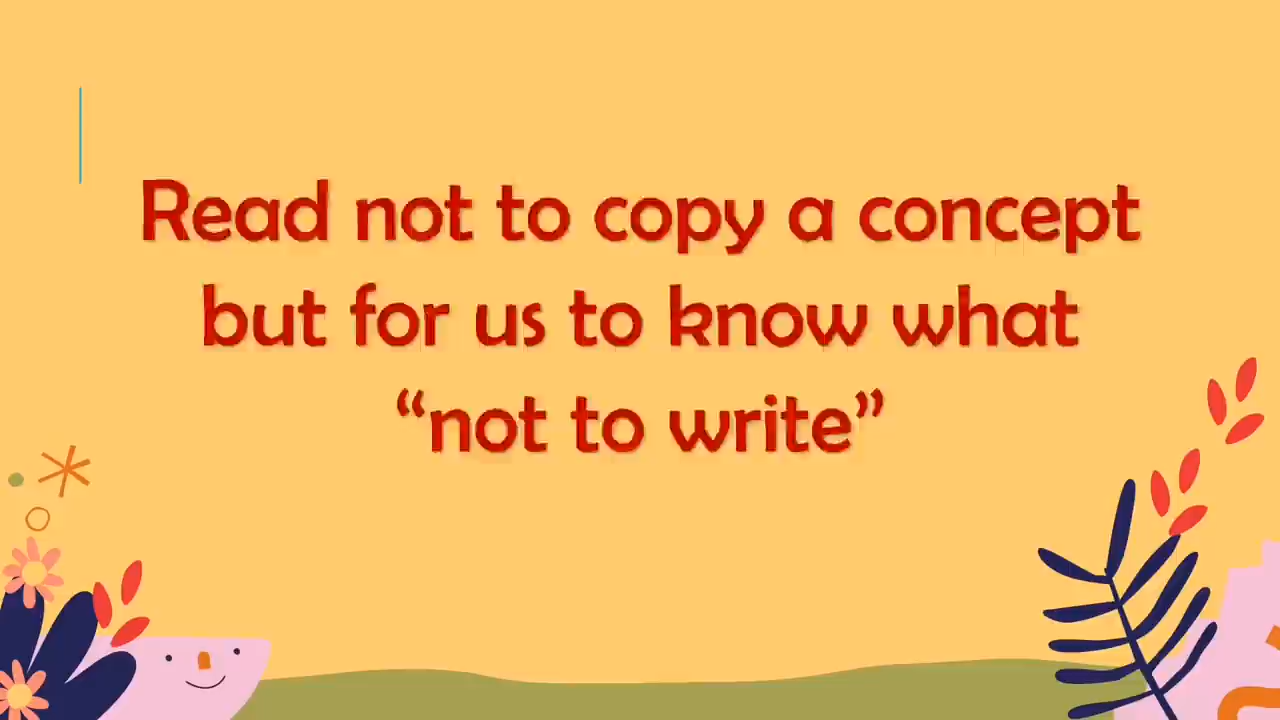 Read not to copy a concept
but for us to know what
“not to write”